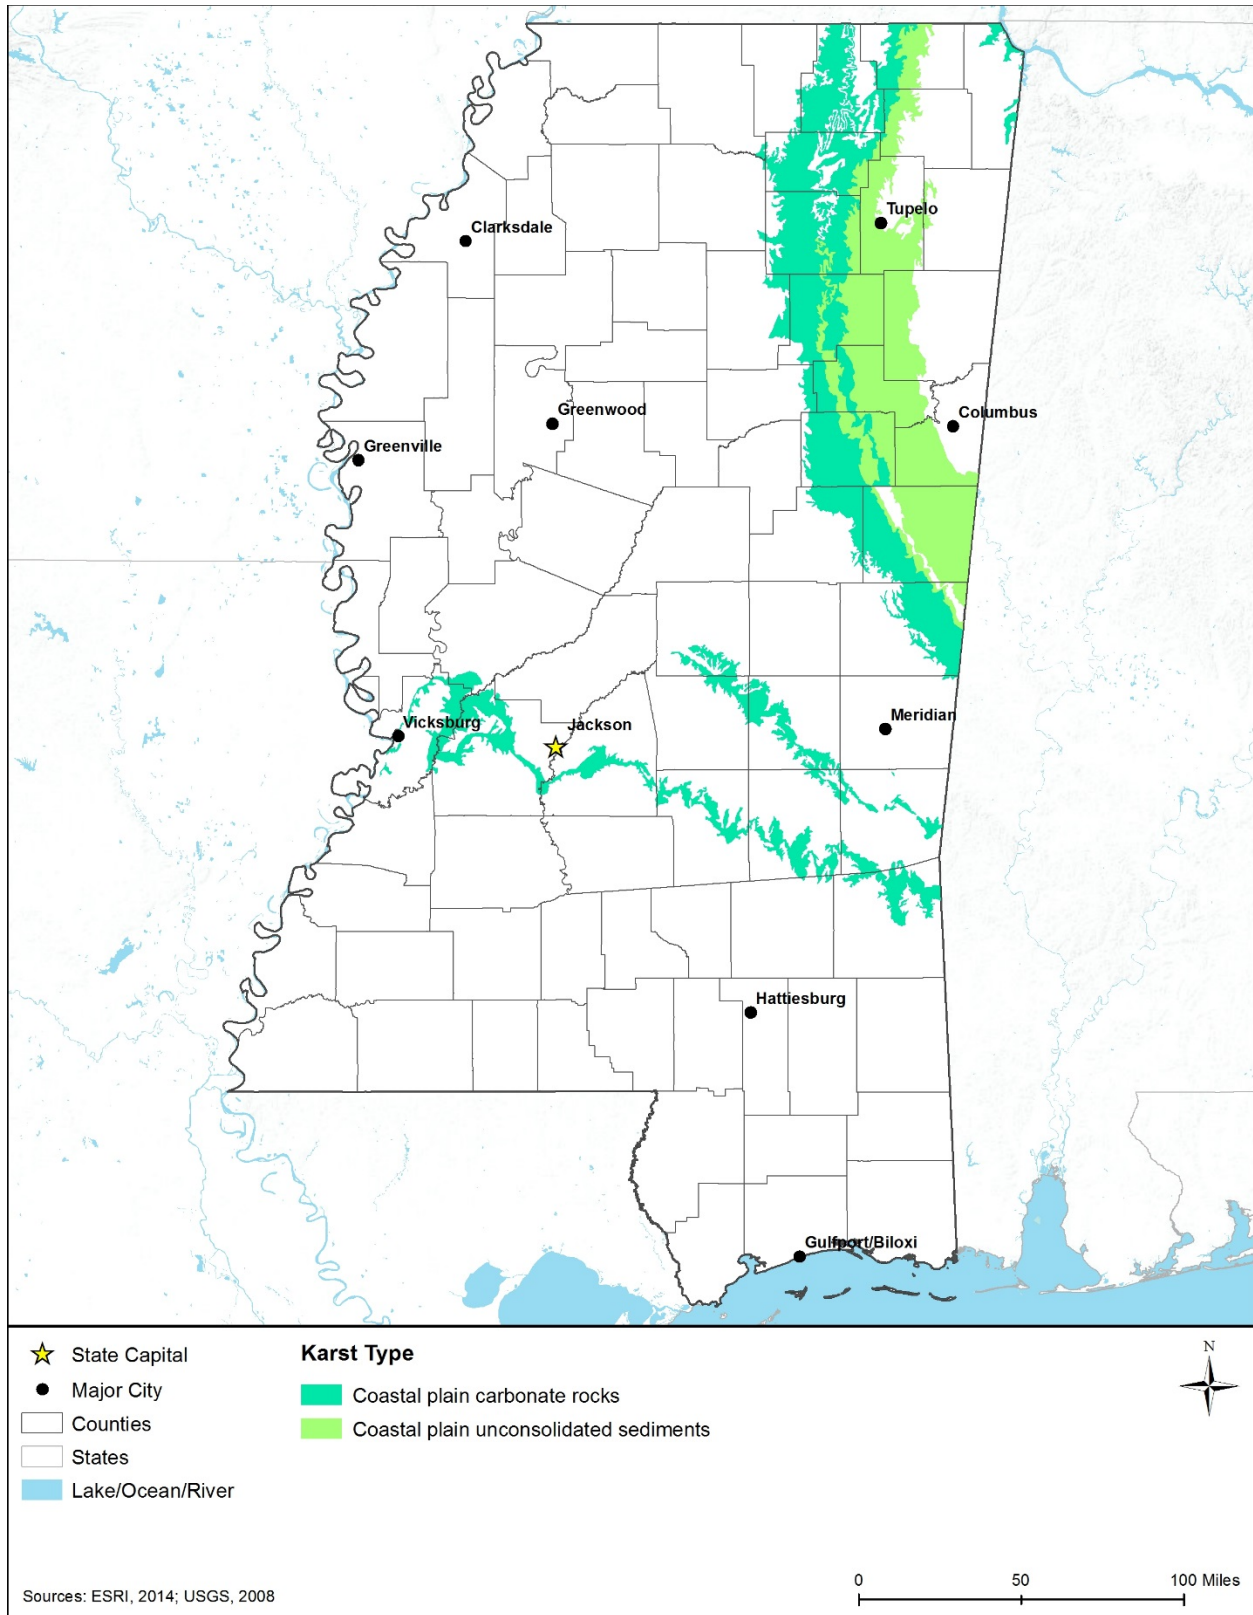 Tupelo
Clarksdale
Greenwood
Columbus
Greenville
Vicksburg
Jackson
Meridian
Hattiesburg
Gulfport/Biloxi
State Capital
Major City
Counties
States
Lake/Ocean/River
Karst Type
Coastal plain carbonate rocks
Coastal plain unconsolidated sediments
N
Sources: ESRI, 2014; USGS, 2008
0 50 100 Miles